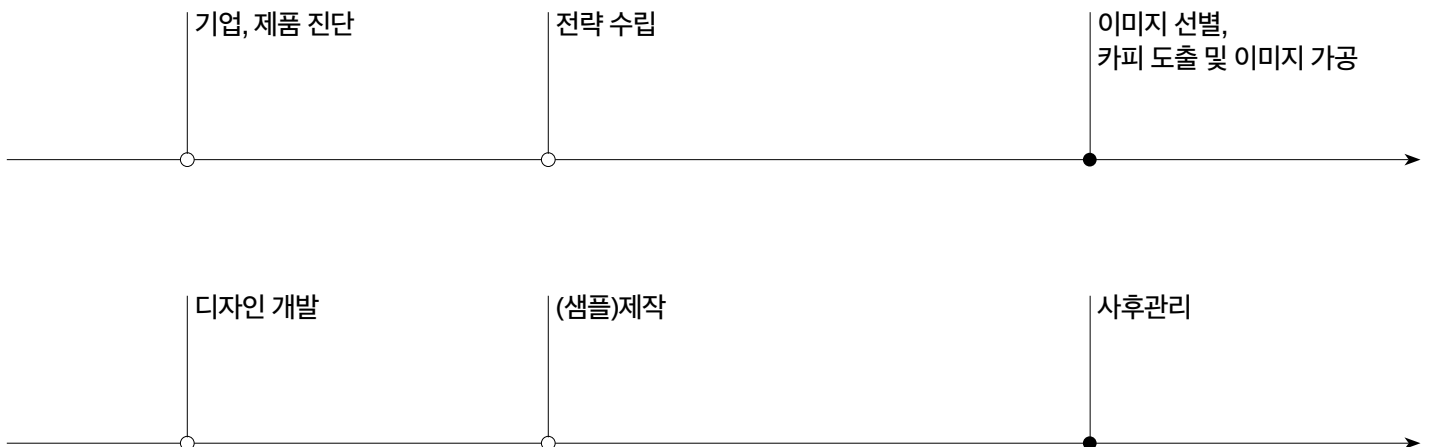 기업, 제품 진단
전략 수립
이미지 선별,
카피 도출 및 이미지 가공
디자인 개발
(샘플)제작
사후관리